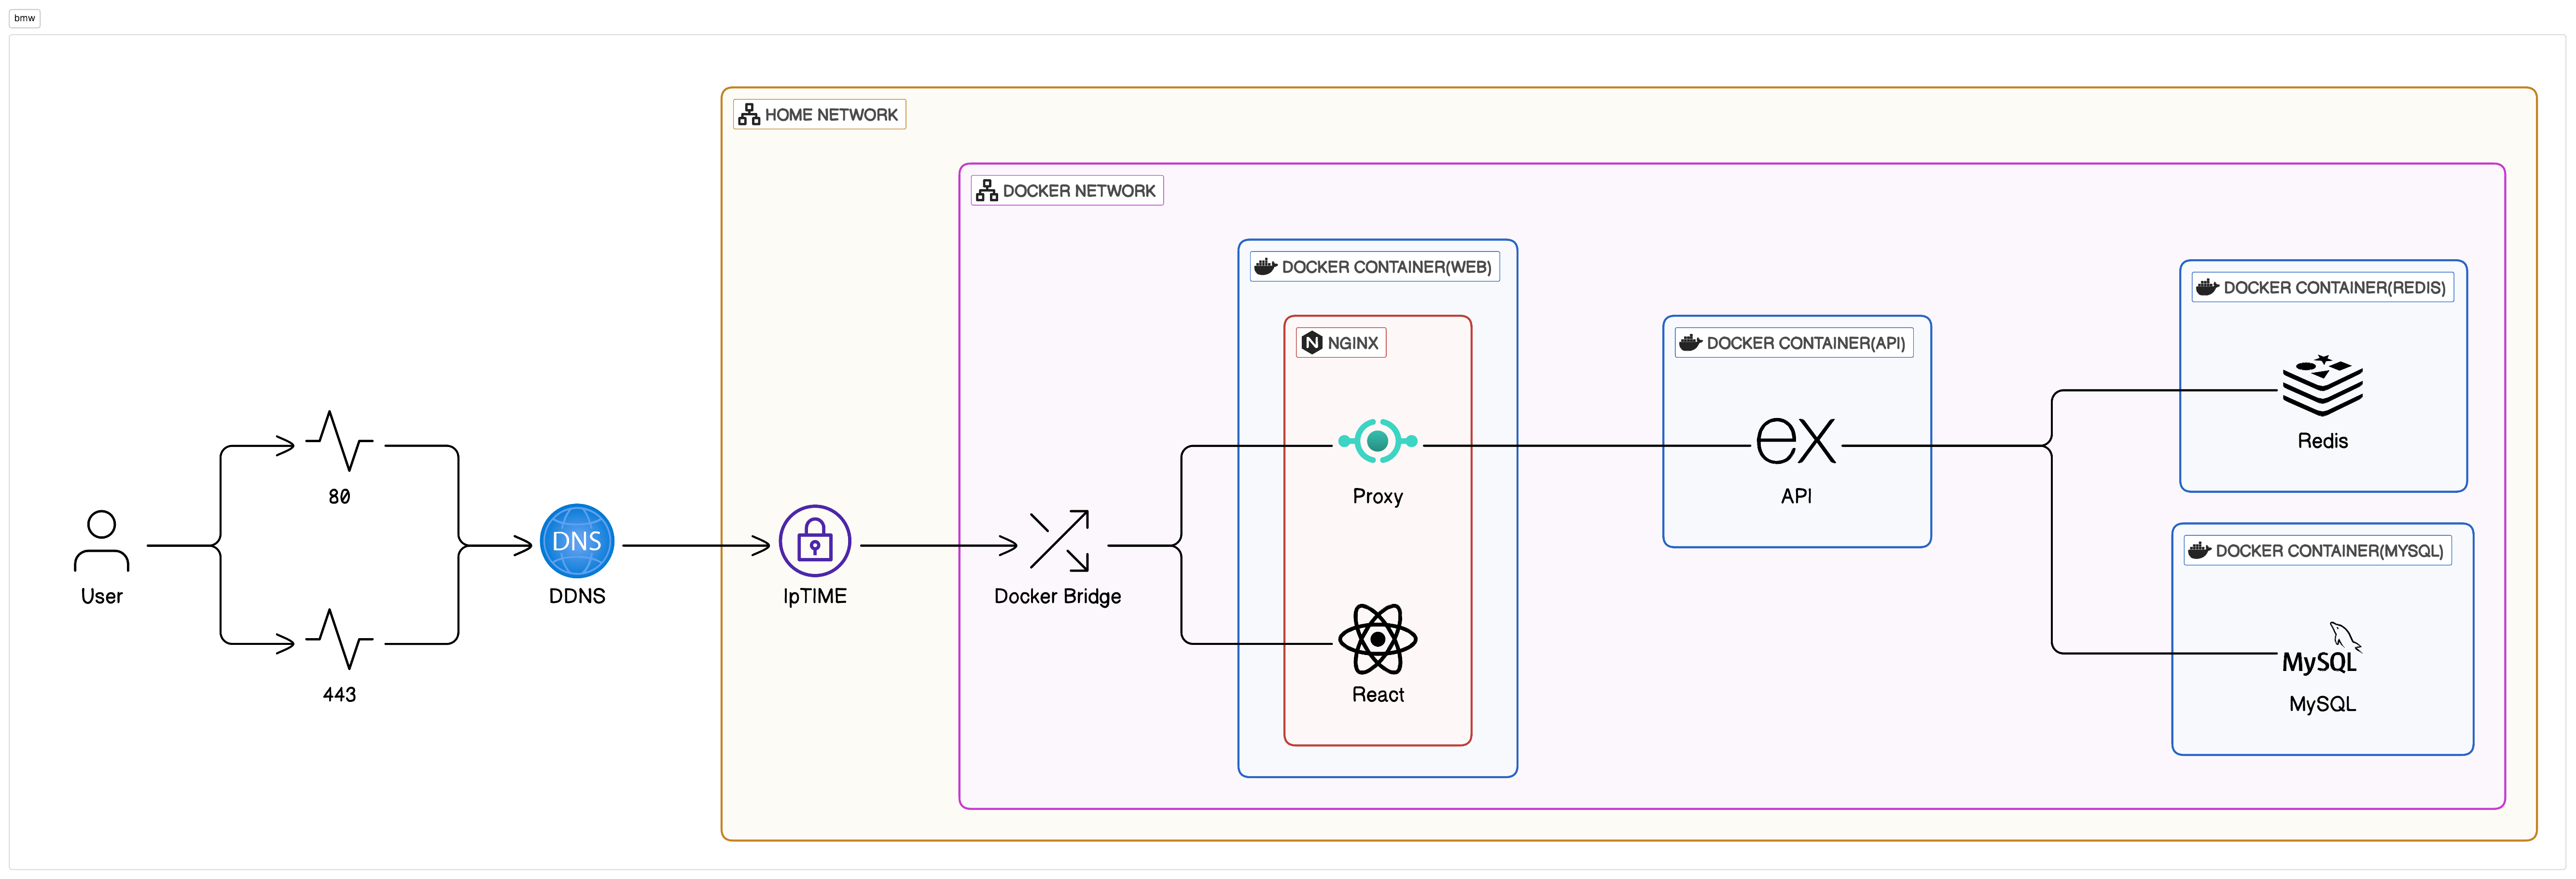 bmw
HOME NETWORK
DOCKER NETWORK
DOCKER CONTAINER(WEB)
DOCKER CONTAINER(REDIS)
NGINX
DOCKER CONTAINER(API)
Redis
80
Proxy
ex
API
DNS
DOCKER CONTAINER(MYSQL)
User
DDNS
IpTIME
Docker Bridge
MySQL
443
React
MySQL